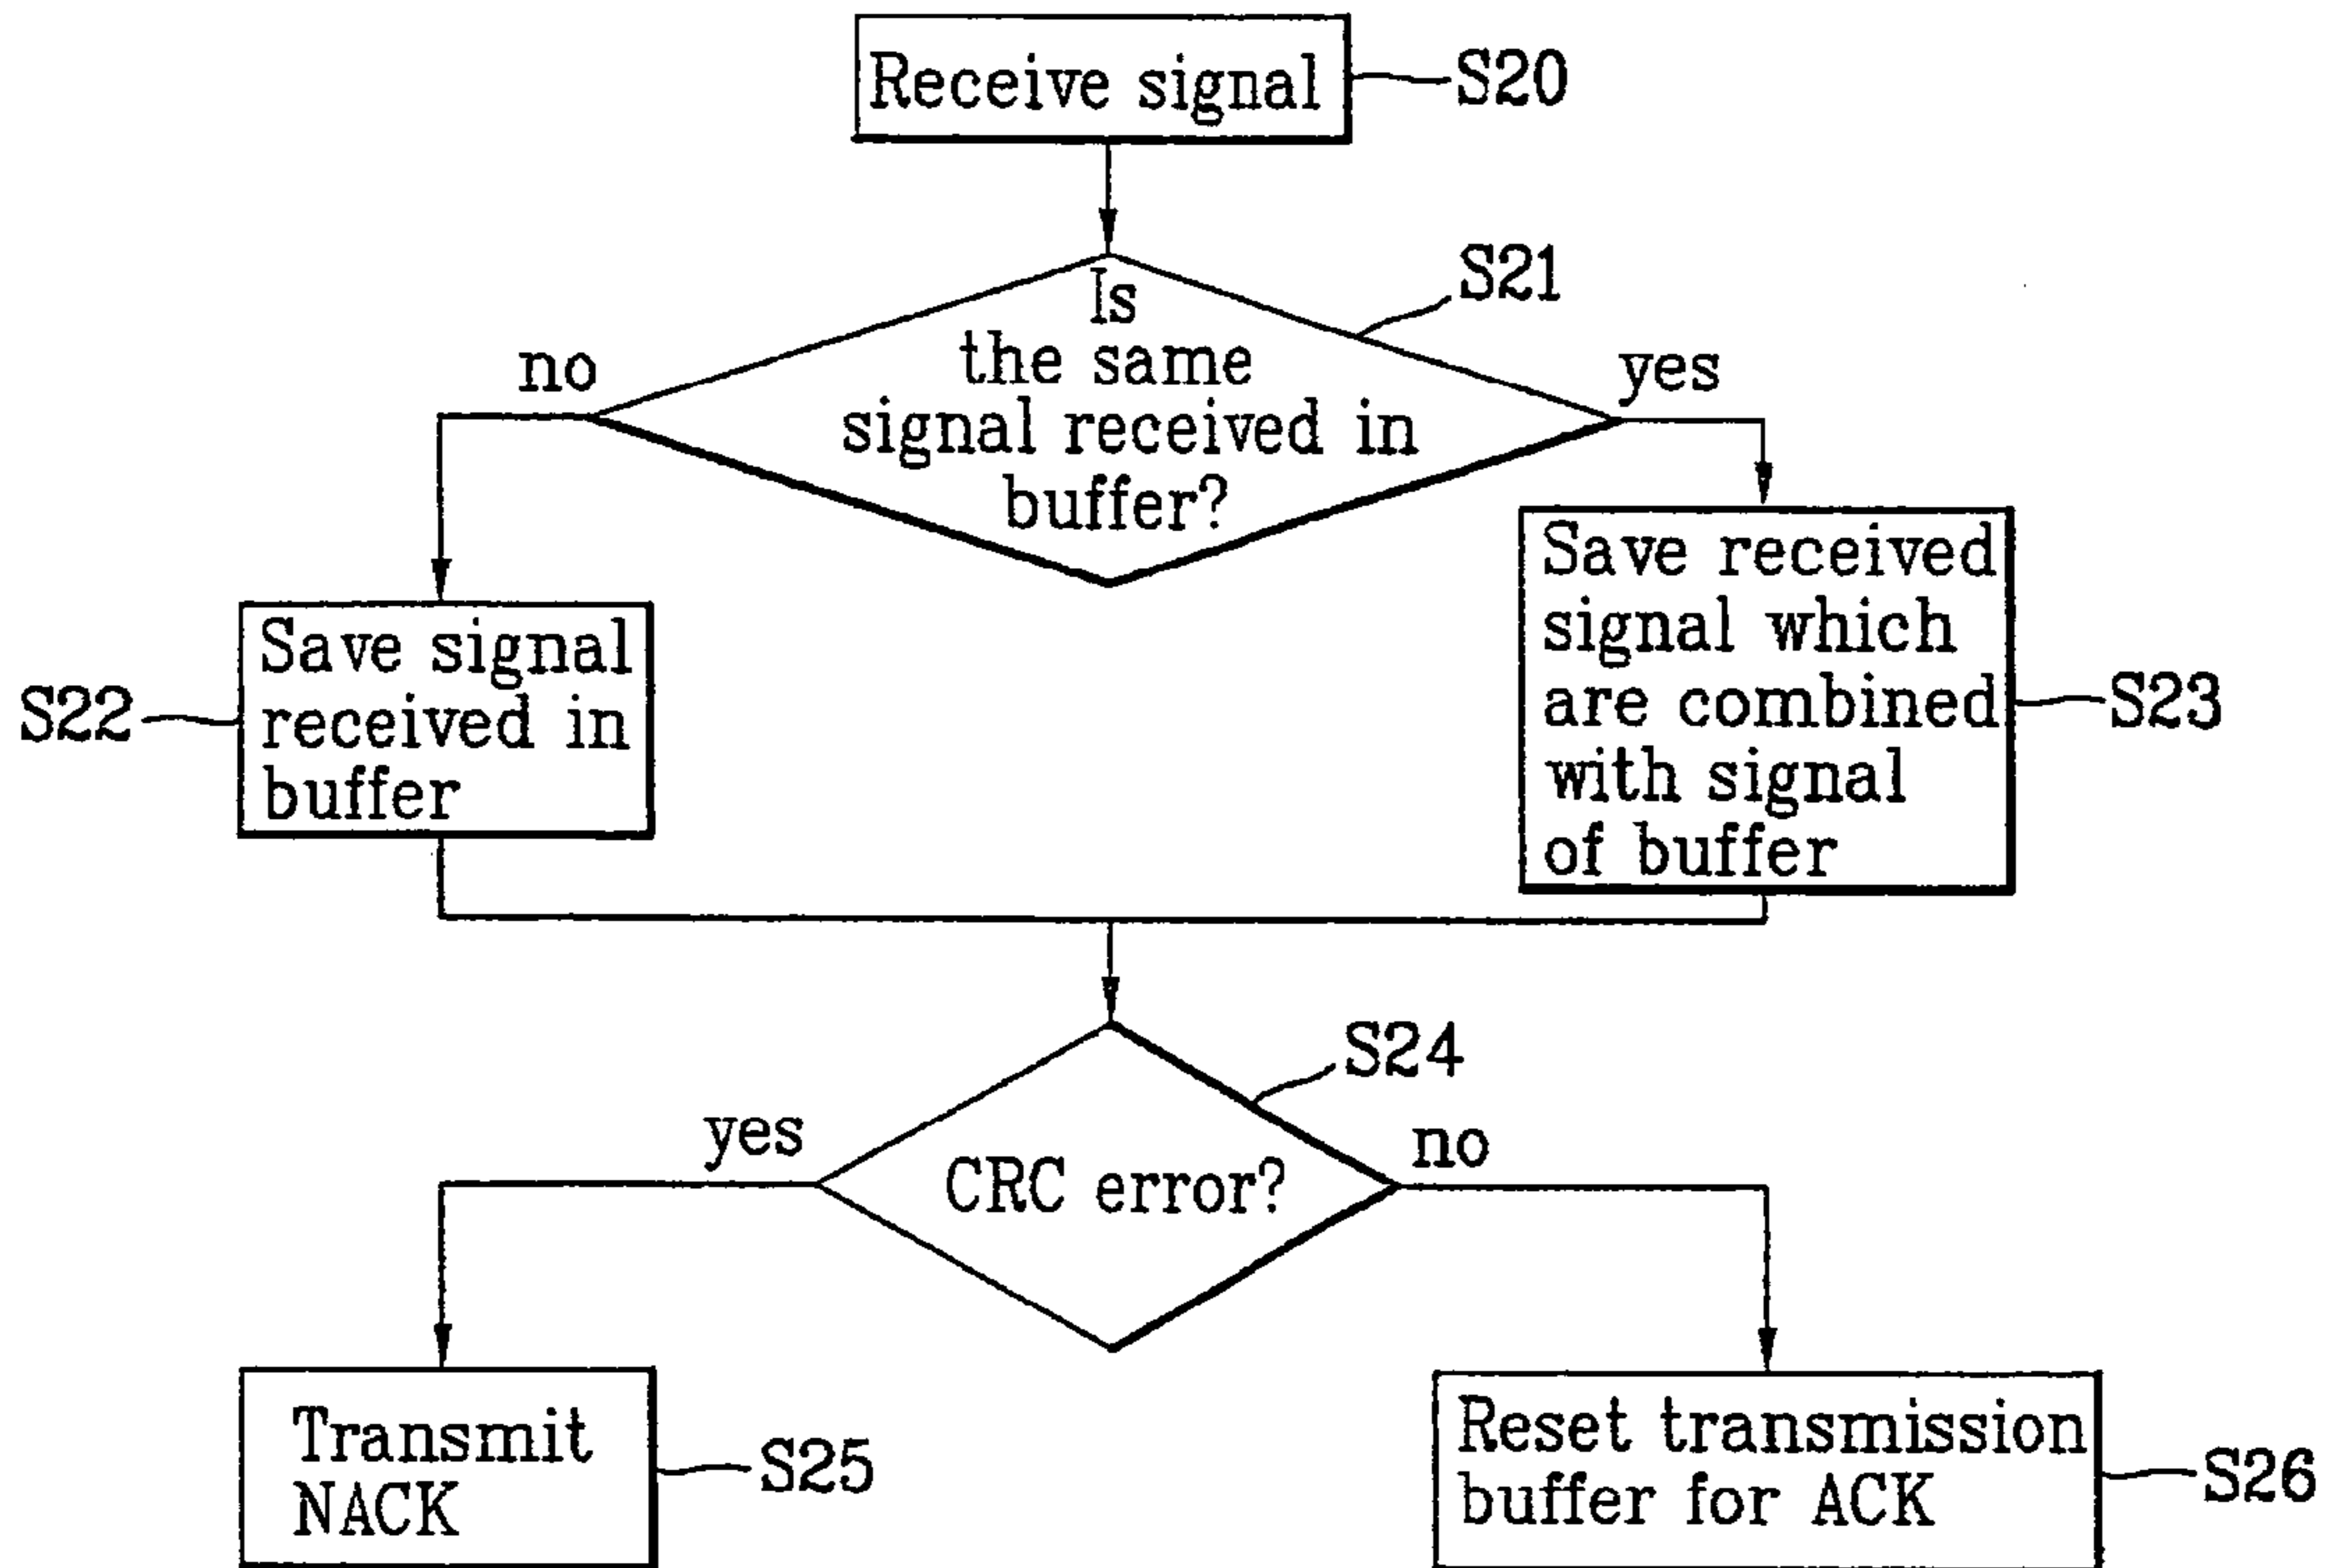 Receive signal
S20
S21
Is
the same
signal received in
buffer?
no
yes
Save signal
received in
buffer
S22
Save received
signal which
are combined
with signal
of buffer
S23
S24
CRC error?
yes
no
Transmit
NACK
S25
Reset transmission
buffer for ACK
S26